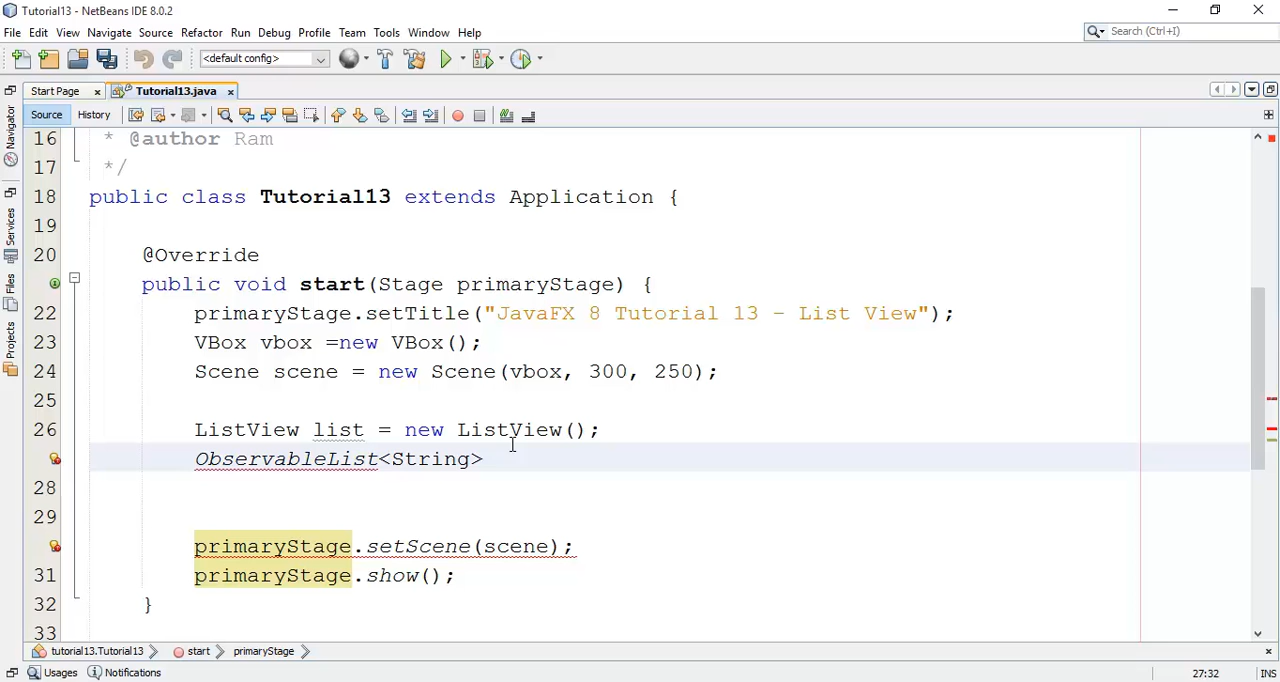 Tutorial13 - NetBeans IDE 8.0.2
File Edit View Navigate Source Refactor Run Debug Profile Team Tools Window Help
Search (Ctrl+I)
<default config>
Start Page x Tutorial13.java x
Source History
Navigator
Services
Files
Projects
16 * @author Ram
17 */
18 public class Tutorial13 extends Application {
19
20 @Override
public void start(Stage primaryStage) {
22 primaryStage.setTitle("JavaFX 8 Tutorial 13 - List View");
23 VBox vbox =new VBox();
24 Scene scene = new Scene(vbox, 300, 250);
25
26 ListView list = new ListView();
ObservableList<String>
28
29
primaryStage.setScene(scene);
31 primaryStage.show();
32 }
33
tutorial13.Tutorial13 start primaryStage
Usages Notifications 27:32 INS